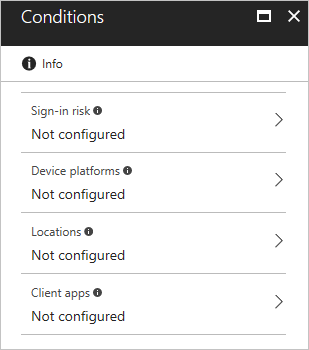 Conditions
Info
Sign-in risk
Not configured
Device platforms
Not configured
Locations
Not configured
Client apps
Not configured